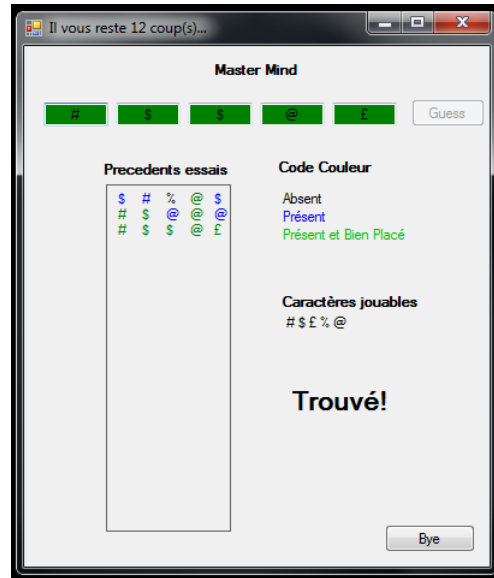 Il vous reste 12 coup(s)...
Master Mind
# $ $ @ £ Guess
Precedents essais
$ # % @ $
# $ @ @ @
# $ $ @ £
Code Couleur
Absent
Présent
Présent et Bien Placé
Caractères jouables
# $ £ % @
Trouvé!
Bye